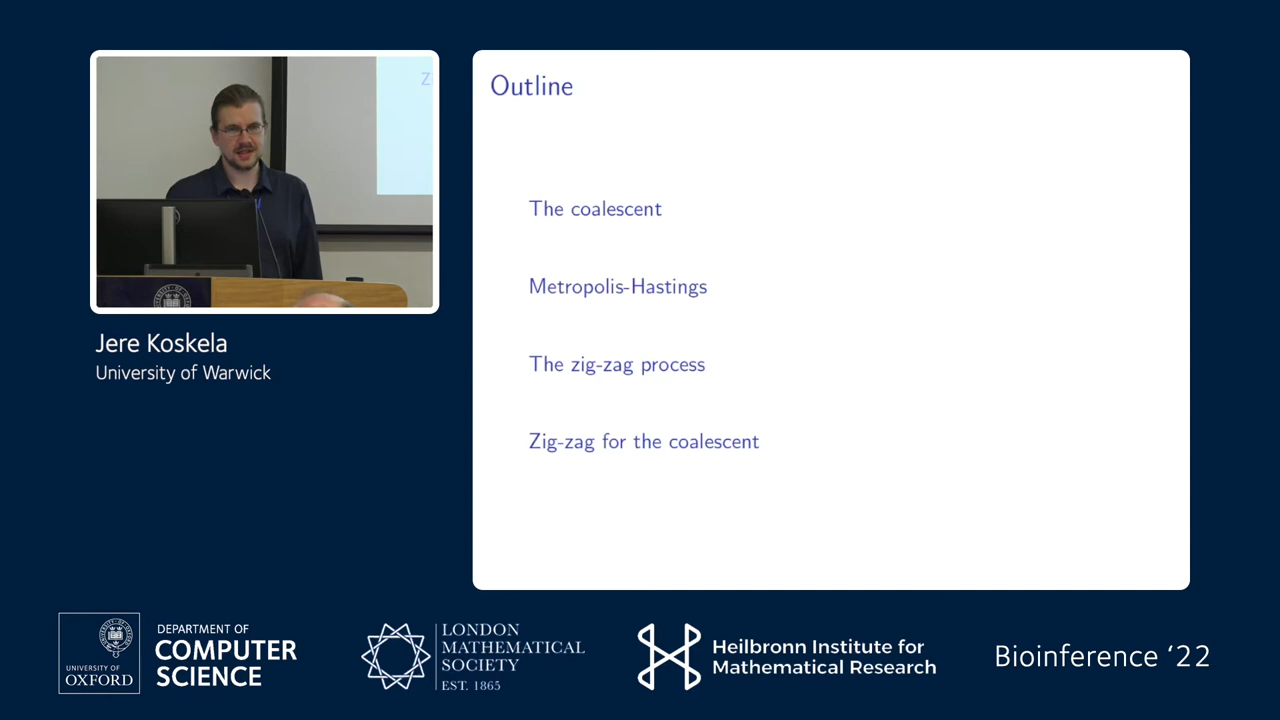 Outline
The coalescent
Metropolis-Hastings
The zig-zag process
Zig-zag for the coalescent
Jere Koskela
University of Warwick
UNIVERSITY OF
OXFORD
DEPARTMENT OF
COMPUTER
SCIENCE
LONDON
MATHEMATICAL
SOCIETY
EST. 1865
Heilbronn Institute for
Mathematical Research
Bioinference ‘22